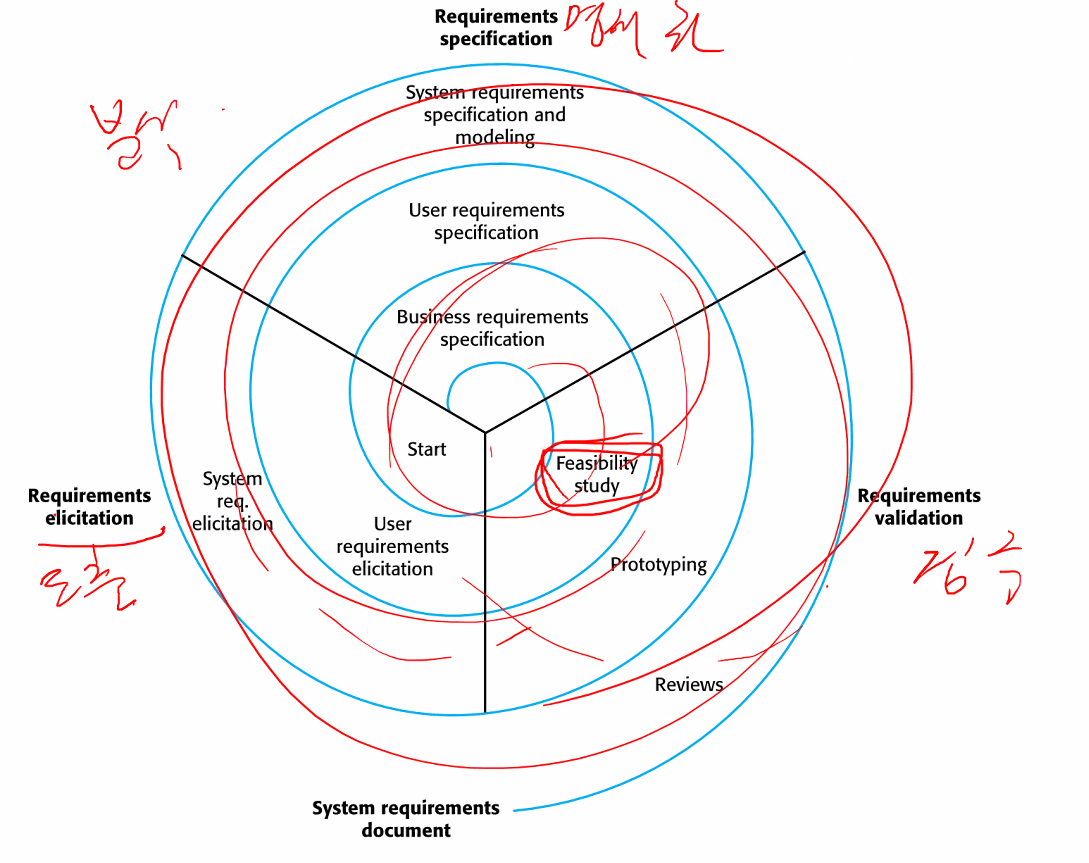 Requirements
specification
명세화
System requirements
specification and
modeling
분석
User requirements
specification
Business requirements
specification
Start
Feasibility
study
System
req.
elicitation
Requirements
elicitation
도출
User
requirements
elicitation
Requirements
validation
검증
Prototyping
Reviews
System requirements
document